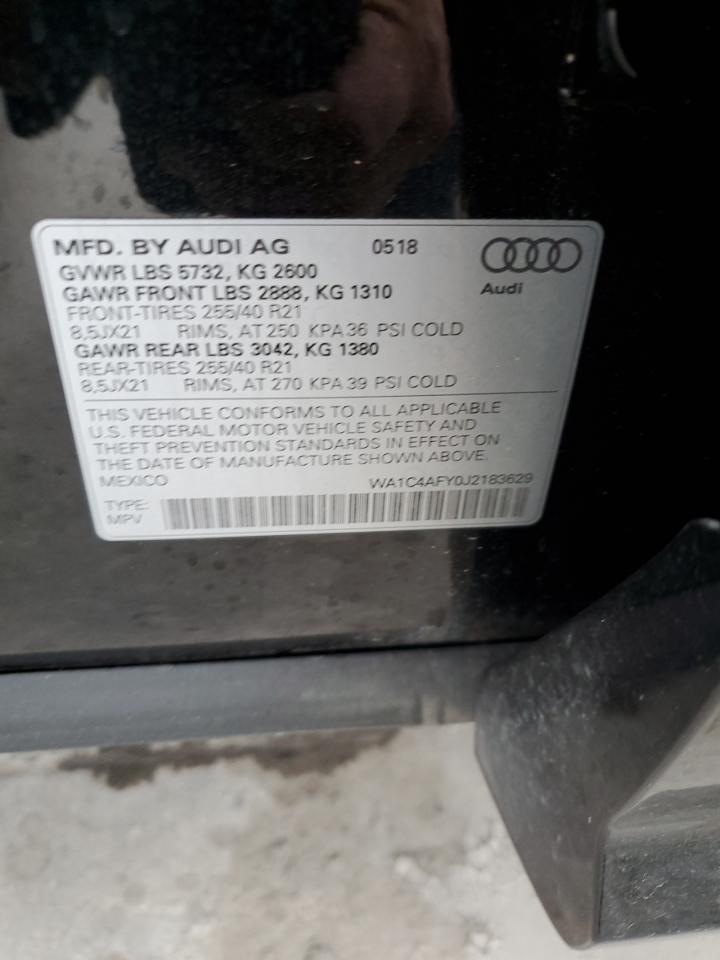 MFD. BY AUDI AG 0518
GVWR LBS 5732, KG 2600
GAWR FRONT LBS 2888, KG 1310
FRONT-TIRES 255/40 R21
8,5JX21 RIMS, AT 250 KPA 36 PSI COLD
GAWR REAR LBS 3042, KG 1380
REAR-TIRES 255/40 R21
8,5JX21 RIMS, AT 270 KPA 39 PSI COLD
Audi
THIS VEHICLE CONFORMS TO ALL APPLICABLE
U.S. FEDERAL MOTOR VEHICLE SAFETY AND
THEFT PREVENTION STANDARDS IN EFFECT ON
THE DATE OF MANUFACTURE SHOWN ABOVE.
MEXICO WA1C4AFY0J2183629
TYPE:
MPV